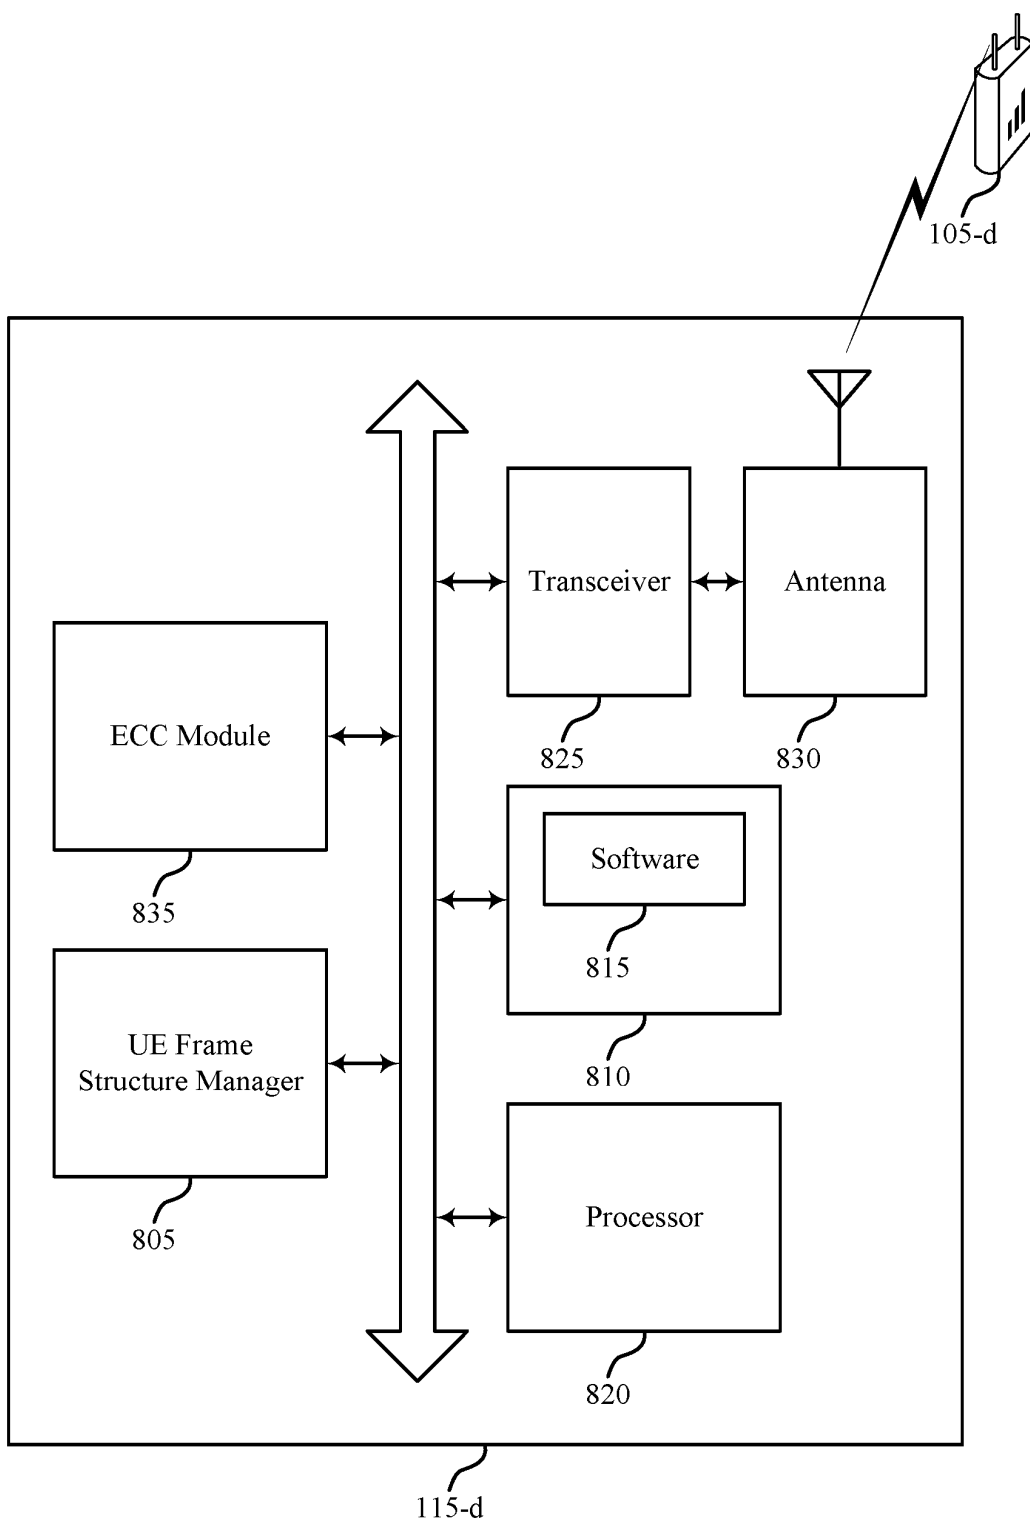 105-d
Transceiver
Antenna
825
830
ECC Module
835
Software
815
810
UE Frame
Structure Manager
805
Processor
820
115-d